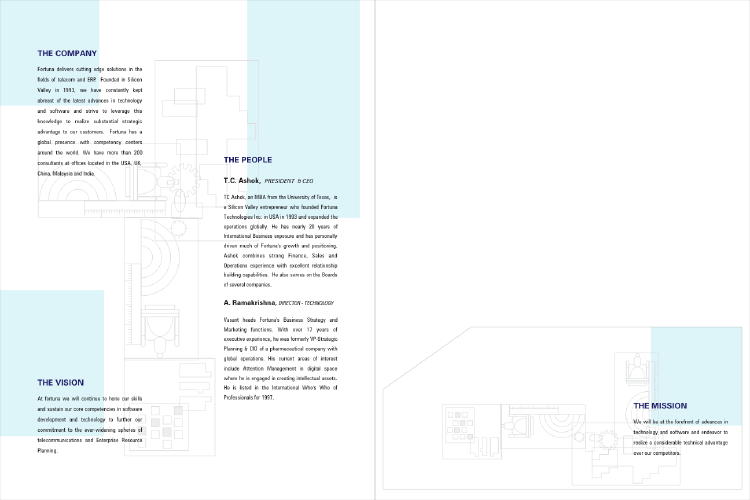 THE COMPANY
Fortuna delivers cutting edge solutions in the
fields of telecom and ERP. Founded in Silicon
Valley in 1993, we have constantly kept
abreast of the latest advances in technology
and software and strive to leverage this
knowledge to realize substantial strategic
advantage to our customers. Fortuna has a
global presence with competency centers
around the world. We have more than 200
consultants at offices located in the USA, UK,
China, Malaysia and India.
THE VISION
At fortuna we will continue to hone our skills
and sustain our core competencies in software
development and technology to further our
commitment to the ever-widening spheres of
telecommunications and Enterprise Resource
Planning.
THE PEOPLE
T.C. Ashok, PRESIDENT & CEO
TC Ashok, an MBA from the University of Texas, is
a Silicon Valley entrepreneur who founded Fortuna
Technologies Inc. in USA in 1993 and expanded the
operations globally. He has nearly 20 years of
International Business exposure and has personally
driven much of Fortuna's growth and positioning.
Ashok combines strong Finance, Sales and
Operations experience with excellent relationship
building capabilities. He also serves on the Boards
of several companies.
A. Ramakrishna, DIRECTOR - TECHNOLOGY
Vasant heads Fortuna's Business Strategy and
Marketing functions. With over 17 years of
executive experience, he was formerly VP-Strategic
Planning & CIO of a pharmaceutical company with
global operations. His current areas of interest
include Attention Management in digital space
where he is engaged in creating intellectual assets.
He is listed in the International Who's Who of
Professionals for 1997.
THE MISSION
We will be at the forefront of advances in
technology and software and endeavor to
realize a considerable technical advantage
over our competitors.